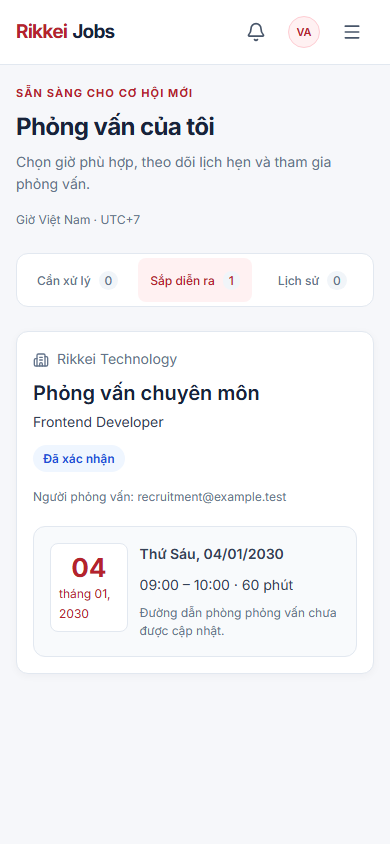 Rikkei Jobs
VA
SẴN SÀNG CHO CƠ HỘI MỚI
Phỏng vấn của tôi
Chọn giờ phù hợp, theo dõi lịch hẹn và tham gia
phỏng vấn.
Giờ Việt Nam · UTC+7
Cần xử lý 0
Sắp diễn ra 1
Lịch sử 0
Rikkei Technology
Phỏng vấn chuyên môn
Frontend Developer
Đã xác nhận
Người phỏng vấn: recruitment@example.test
04
tháng 01,
2030
Thứ Sáu, 04/01/2030
09:00 – 10:00 · 60 phút
Đường dẫn phòng phỏng vấn chưa
được cập nhật.